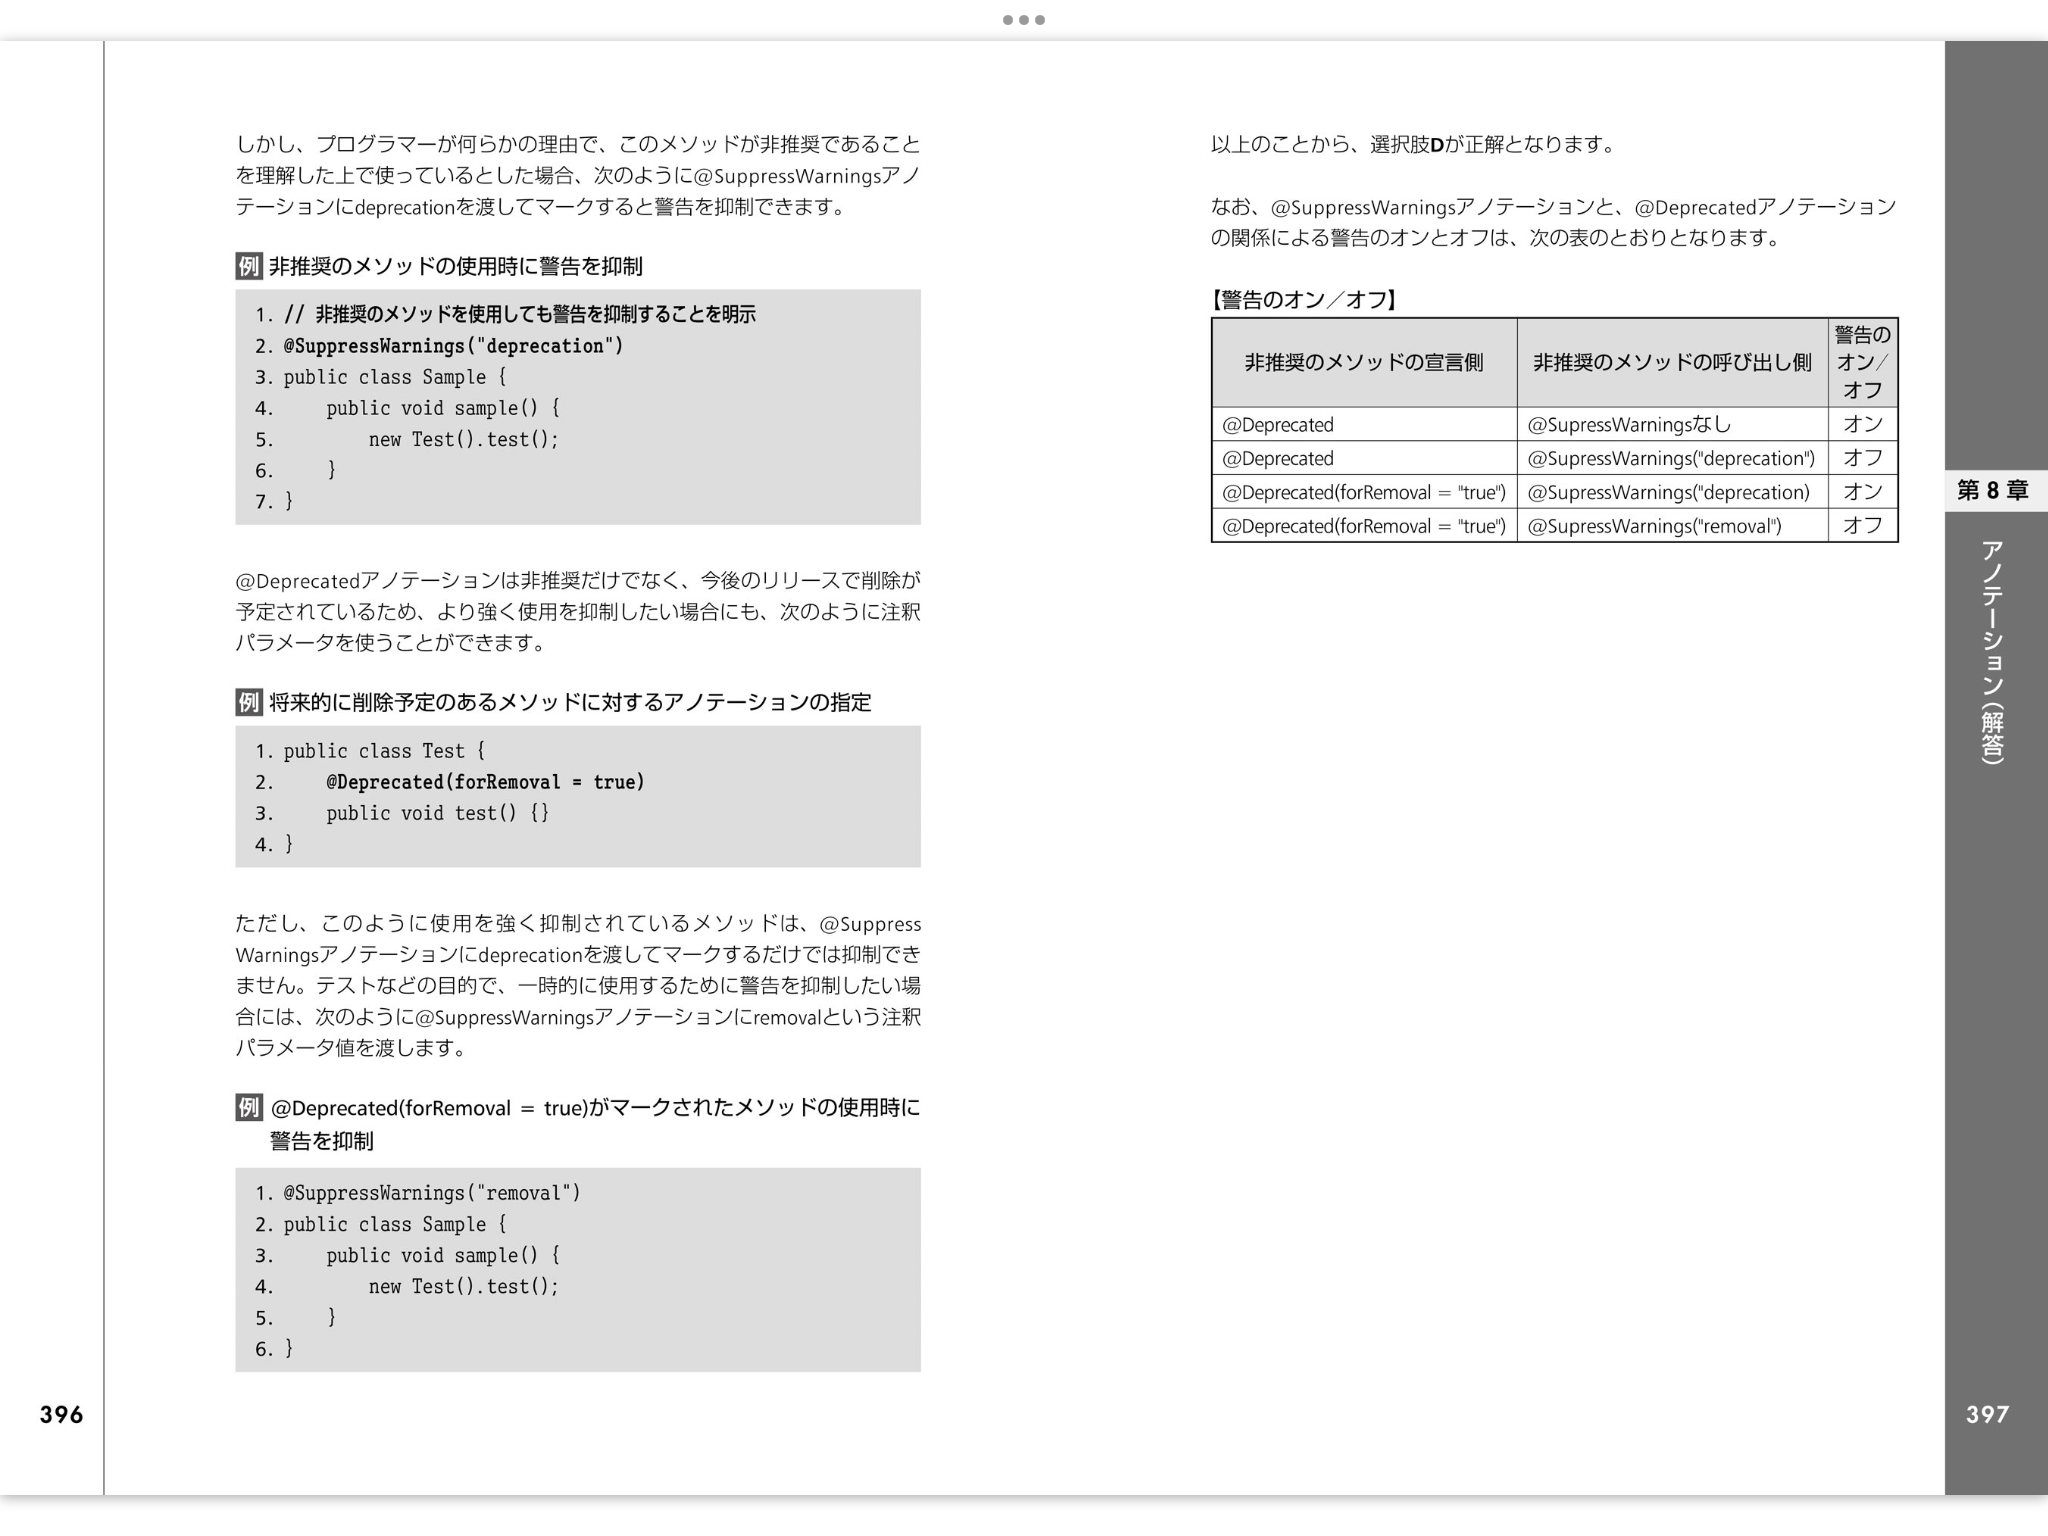 しかし、プログラマーが何らかの理由で、このメソッドが非推奨であること
を理解した上で使っているとした場合、次のように@SuppressWarningsアノ
テーションにdeprecationを渡してマークすると警告を抑制できます。
例 非推奨のメソッドの使用時に警告を抑制
1. // 非推奨のメソッドを使用しても警告を抑制することを明示
2. @SuppressWarnings("deprecation")
3. public class Sample {
4.     public void sample() {
5.         new Test().test();
6.     }
7. }
@Deprecatedアノテーションは非推奨だけでなく、今後のリリースで削除が
予定されているため、より強く使用を抑制したい場合にも、次のように注釈
パラメータを使うことができます。
例 将来的に削除予定のあるメソッドに対するアノテーションの指定
1. public class Test {
2.     @Deprecated(forRemoval = true)
3.     public void test() {}
4. }
ただし、このように使用を強く抑制されているメソッドは、@Suppress
WarningsアノテーションにdeprecationをE渡してマークするだけでは抑制でき
ません。テストなどの目的で、一時的に使用するために警告を抑制したい場
合には、次のように@SuppressWarningsアノテーションにremovalという注釈
パラメータ値を渡します。
例 @Deprecated(forRemoval = true)がマークされたメソッドの使用時に
警告を抑制
1. @SuppressWarnings("removal")
2. public class Sample {
3.     public void sample() {
4.         new Test().test();
5.     }
6. }
396
以上のことから、選択肢Dが正解となります。
なお、@SuppressWarningsアノテーションと、@Deprecatedアノテーション
の関係による警告のオンとオフは、次の表のとおりとなります。
【警告のオン／オフ】
非推奨のメソッドの宣言側 非推奨のメソッドの呼び出し側 警告のオン／オフ
@Deprecated @SupressWarningsなし オン
@Deprecated @SupressWarnings("deprecation") オフ
@Deprecated(forRemoval = "true") @SupressWarnings("deprecation) オン
@Deprecated(forRemoval = "true") @SupressWarnings("removal") オフ
第8章
アノテーション（解答）
397